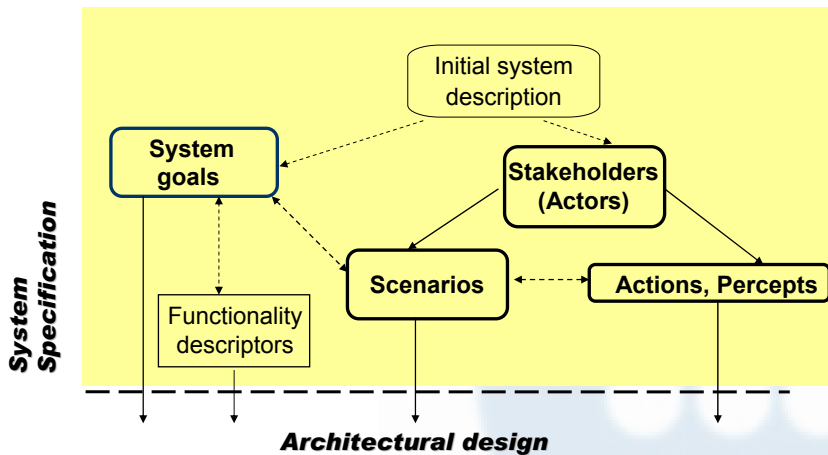 Initial system
description
System
goals
Stakeholders
(Actors)
Scenarios
Actions, Percepts
Functionality
descriptors
System
Specification
Architectural design